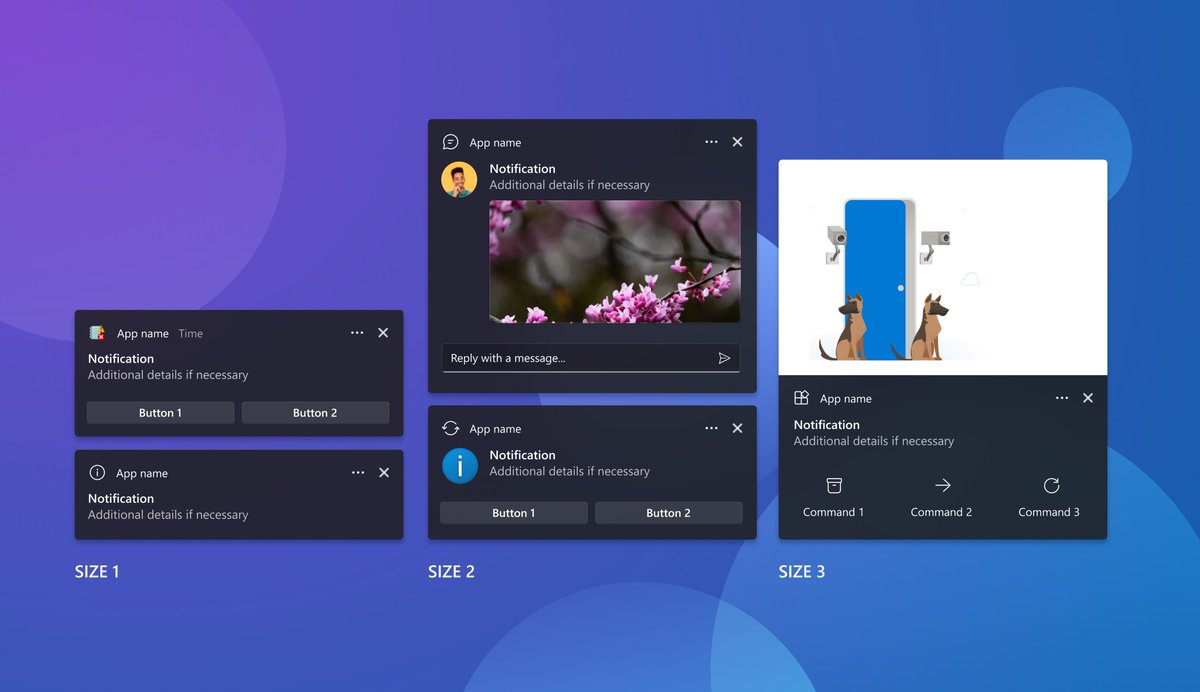 App name Time
Notification
Additional details if necessary
Button 1 Button 2
App name
Notification
Additional details if necessary
SIZE 1
App name
Notification
Additional details if necessary
Reply with a message...
App name
Notification
Additional details if necessary
Button 1 Button 2
SIZE 2
App name
Notification
Additional details if necessary
Command 1 Command 2 Command 3
SIZE 3